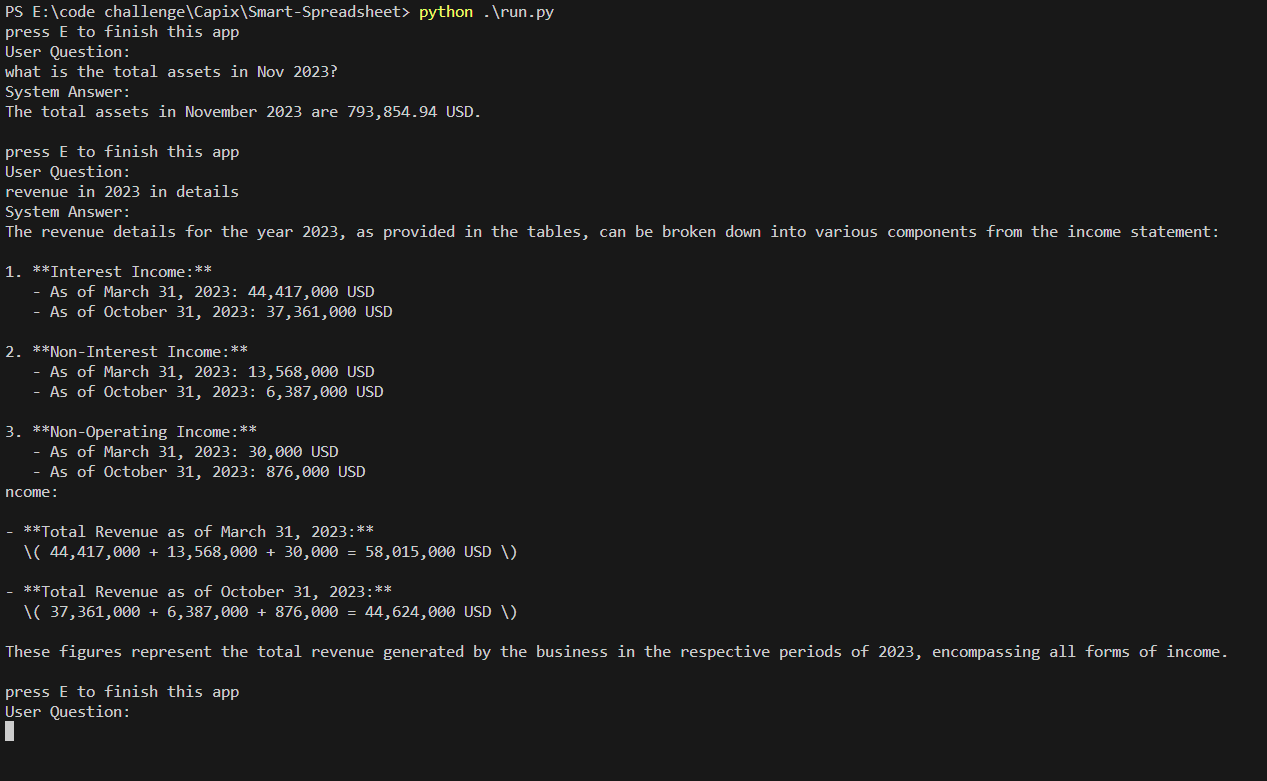 PS E:\code challenge\Capix\Smart-Spreadsheet> python .\run.py
press E to finish this app
User Question:
what is the total assets in Nov 2023?
System Answer:
The total assets in November 2023 are 793,854.94 USD.
press E to finish this app
User Question:
revenue in 2023 in details
System Answer:
The revenue details for the year 2023, as provided in the tables, can be broken down into various components from the income statement:
1. **Interest Income:**
- As of March 31, 2023: 44,417,000 USD
- As of October 31, 2023: 37,361,000 USD
2. **Non-Interest Income:**
- As of March 31, 2023: 13,568,000 USD
- As of October 31, 2023: 6,387,000 USD
3. **Non-Operating Income:**
- As of March 31, 2023: 30,000 USD
- As of October 31, 2023: 876,000 USD
ncome:
- **Total Revenue as of March 31, 2023:**
\( 44,417,000 + 13,568,000 + 30,000 = 58,015,000 USD \)
- **Total Revenue as of October 31, 2023:**
\( 37,361,000 + 6,387,000 + 876,000 = 44,624,000 USD \)
These figures represent the total revenue generated by the business in the respective periods of 2023, encompassing all forms of income.
press E to finish this app
User Question: